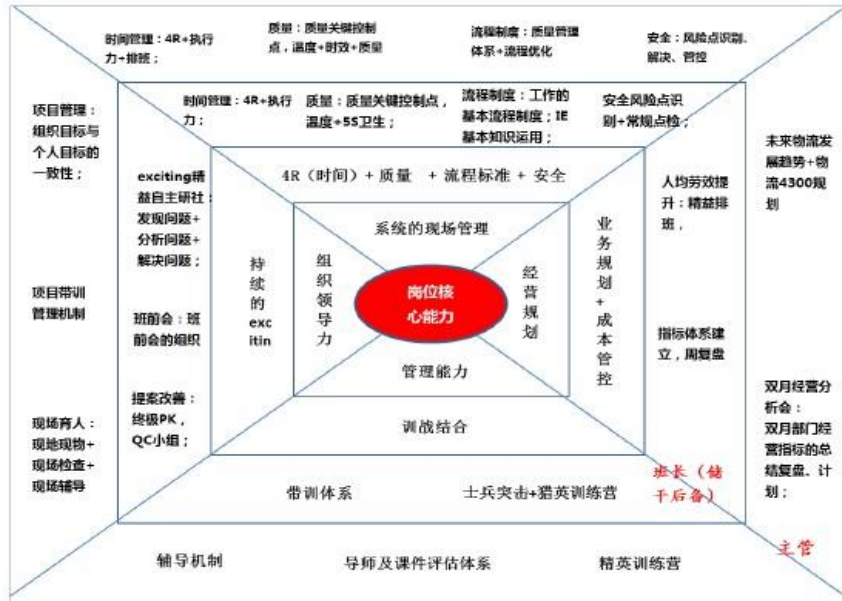 时间管理：4R+执行
力+排班；
质量：质量关键控制
点，温度+时效+质量
流程制度：质量管理
体系+流程优化
安全：风险点识别、
解决、管控
时间管理：4R+执行
力；
质量：质量关键控制点，
温度+5S卫生；
流程制度：工作的
基本流程制度；IE
基本知识运用；
安全风险点识
别+常规点检；
项目管理：
组织目标与
个人目标的
一致性；
项目带训
管理机制
现场育人：
现地现物+
现场检查+
现场辅导
exciting精
益自主研社：
发现问题+
分析问题+
解决问题；
班前会：班
前会的组织
提案改善：
终极PK，
QC小组；
4R（时间）+ 质量 + 流程标准 + 安全
持续的excitin
系统的现场管理
组织领导力
岗位核
心能力
经营规划
管理能力
业务规划+成本管控
训战结合
人均劳效提
升：精益排
班，
指标体系建
立，周复盘
未来物流发
展趋势+物
流4300规
划
双月经营分
析会：
双月部门经
营指标的总
结复盘、计
划；
带训体系
士兵突击+猎英训练营
班长（储
干后备）
辅导机制
导师及课件评估体系
精英训练营
主管